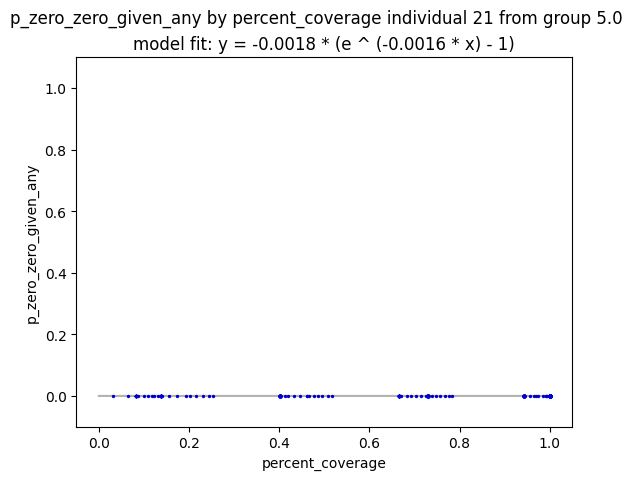 p_zero_zero_given_any by percent_coverage individual 21 from group 5.0
model fit: y = -0.0018 * (e ^ (-0.0016 * x) - 1)
p_zero_zero_given_any
1.0
0.8
0.6
0.4
0.2
0.0
0.0 0.2 0.4 0.6 0.8 1.0
percent_coverage